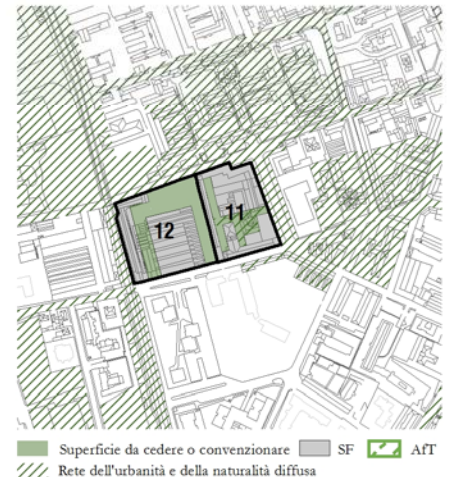 11
12
Superficie da cedere o convenzionare SF AfT
Rete dell'urbanità e della naturalità diffusa